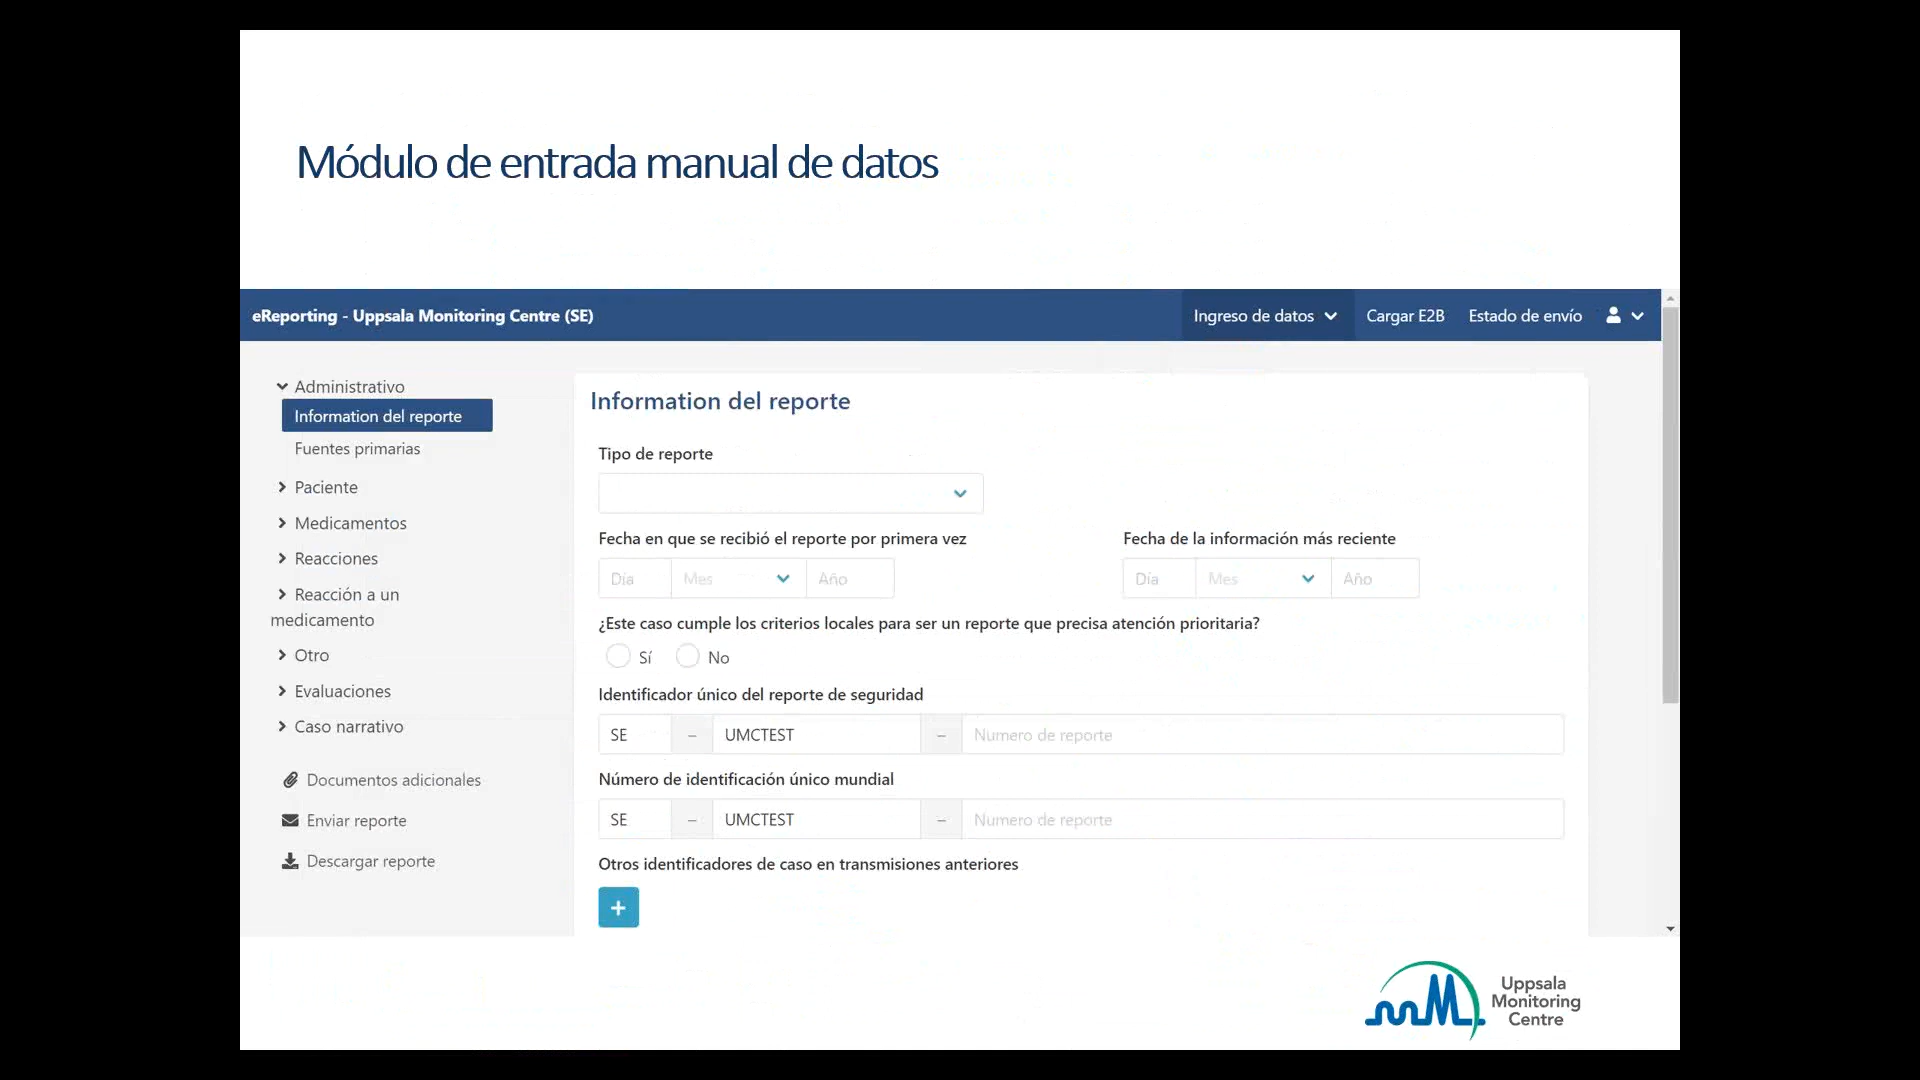 Módulo de entrada manual de datos
eReporting - Uppsala Monitoring Centre (SE)
Ingreso de datos
Cargar E2B
Estado de envío
Administrativo
Information del reporte
Fuentes primarias
Paciente
Medicamentos
Reacciones
Reacción a un
medicamento
Otro
Evaluaciones
Caso narrativo
Documentos adicionales
Enviar reporte
Descargar reporte
Information del reporte
Tipo de reporte
Fecha en que se recibió el reporte por primera vez
Día Mes Año
Fecha de la información más reciente
Día Mes Año
¿Este caso cumple los criterios locales para ser un reporte que precisa atención prioritaria?
Sí No
Identificador único del reporte de seguridad
SE – UMCTEST – Numero de reporte
Número de identificación único mundial
SE – UMCTEST – Numero de reporte
Otros identificadores de caso en transmisiones anteriores
+
Uppsala
Monitoring
Centre